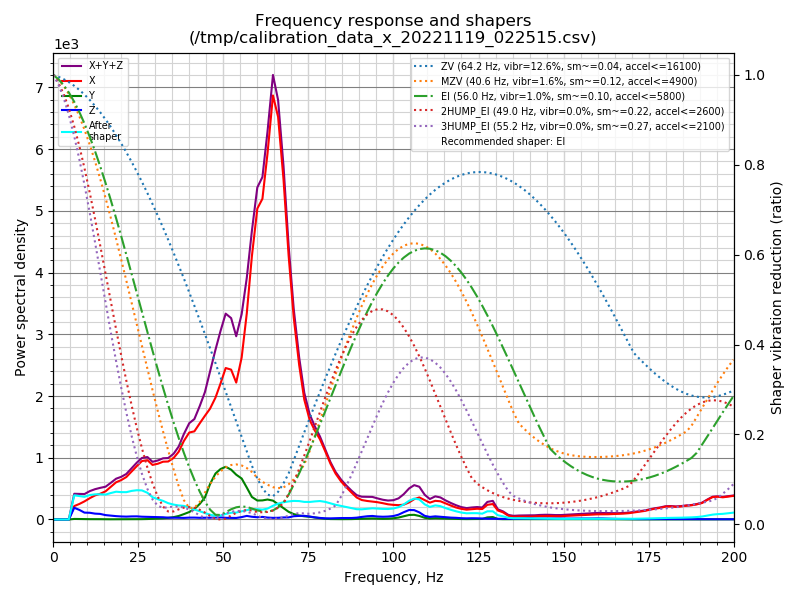 Frequency response and shapers
(/tmp/calibration_data_x_20221119_022515.csv)
1e3
X+Y+Z
X
Y
Z
After
shaper
ZV (64.2 Hz, vibr=12.6%, sm~=0.04, accel<=16100)
MZV (40.6 Hz, vibr=1.6%, sm~=0.12, accel<=4900)
EI (56.0 Hz, vibr=1.0%, sm~=0.10, accel<=5800)
2HUMP_EI (49.0 Hz, vibr=0.0%, sm~=0.22, accel<=2600)
3HUMP_EI (55.2 Hz, vibr=0.0%, sm~=0.27, accel<=2100)
Recommended shaper: EI
Power spectral density
7
6
5
4
3
2
1
0
1.0
0.8
0.6
0.4
0.2
0.0
Shaper vibration reduction (ratio)
0 25 50 75 100 125 150 175 200
Frequency, Hz